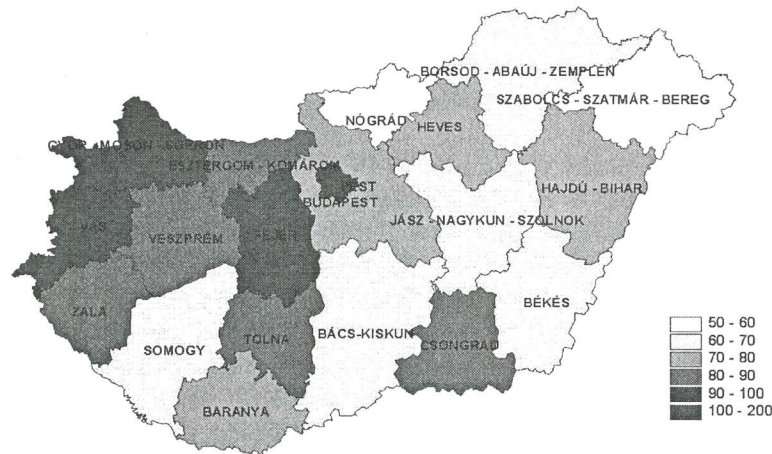 BORSOD - ABAÚJ - ZEMPLÉN
SZABOLCS - SZATMÁR - BEREG
NÓGRÁD
HEVES
GYŐR - MOSON - SOPRON
ESZTERGOM - KOMÁROM
PEST
BUDAPEST
HAJDÚ - BIHAR
JÁSZ - NAGYKUN - SZOLNOK
VAS
VESZPRÉM
FEJÉR
ZALA
SOMOGY
TOLNA
BÁCS-KISKUN
CSONGRÁD
BÉKÉS
BARANYA
50 - 60
60 - 70
70 - 80
80 - 90
90 - 100
100 - 200